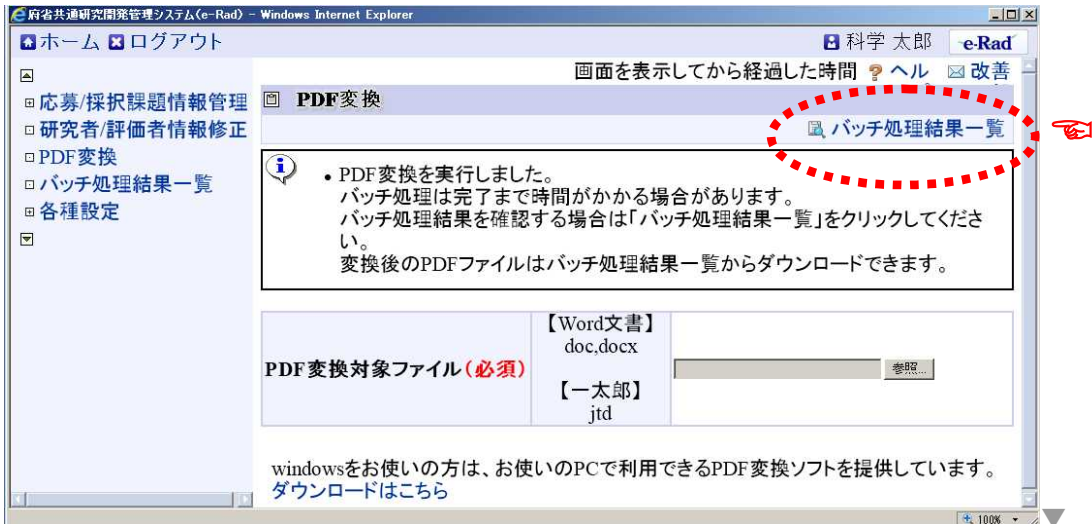 府省共通研究開発管理システム(e-Rad) - Windows Internet Explorer
ホーム ログアウト 科学 太郎 e-Rad
画面を表示してから経過した時間 ヘル 改善
応募/採択課題情報管理
研究者/評価者情報修正
PDF変換
バッチ処理結果一覧
各種設定
PDF変換
バッチ処理結果一覧
・PDF変換を実行しました。
バッチ処理は完了まで時間がかかる場合があります。
バッチ処理結果を確認する場合は「バッチ処理結果一覧」をクリックしてくださ
い。
変換後のPDFファイルはバッチ処理結果一覧からダウンロードできます。
PDF変換対象ファイル(必須)
【Word文書】
doc,docx
【一太郎】
jtd
参照...
windowsをお使いの方は、お使いのPCで利用できるPDF変換ソフトを提供しています。
ダウンロードはこちら
100%